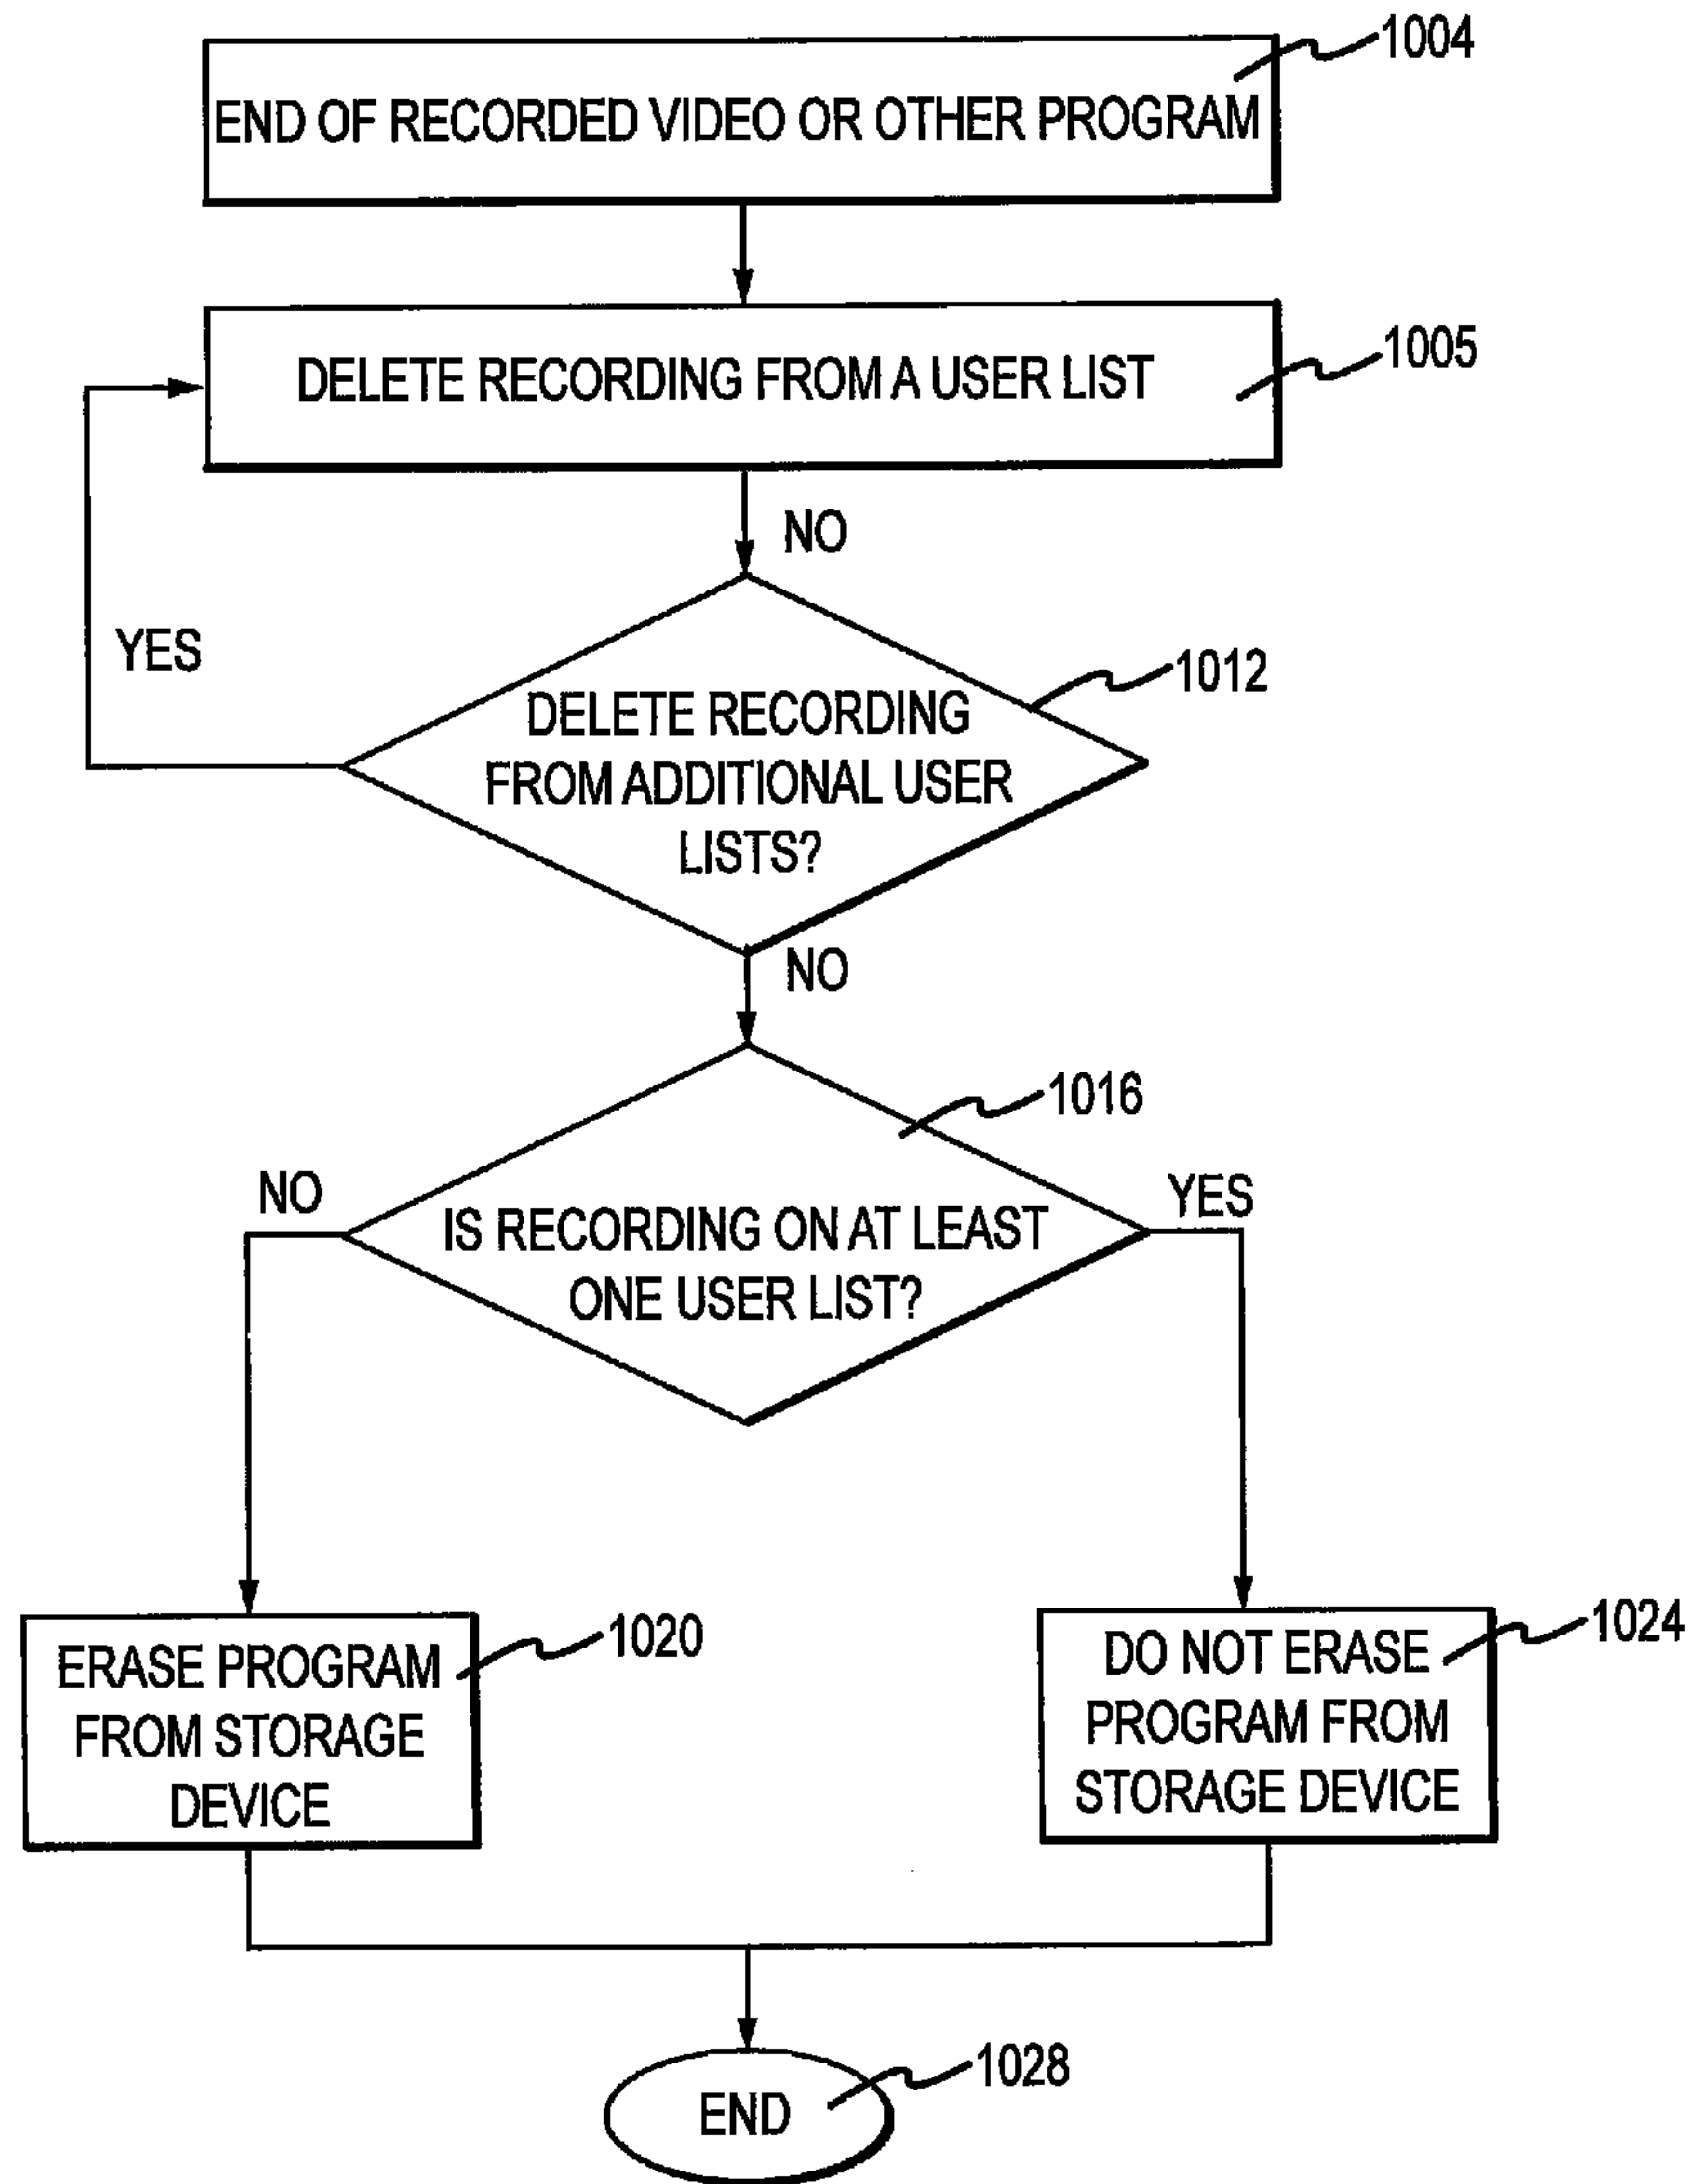 1004
END OF RECORDED VIDEO OR OTHER PROGRAM
1005
DELETE RECORDING FROM A USER LIST
NO
YES
1012
DELETE RECORDING
FROM ADDITIONAL USER
LISTS?
NO
1016
NO
YES
IS RECORDING ON AT LEAST
ONE USER LIST?
1020
ERASE PROGRAM
FROM STORAGE
DEVICE
1024
DO NOT ERASE
PROGRAM FROM
STORAGE DEVICE
1028
END